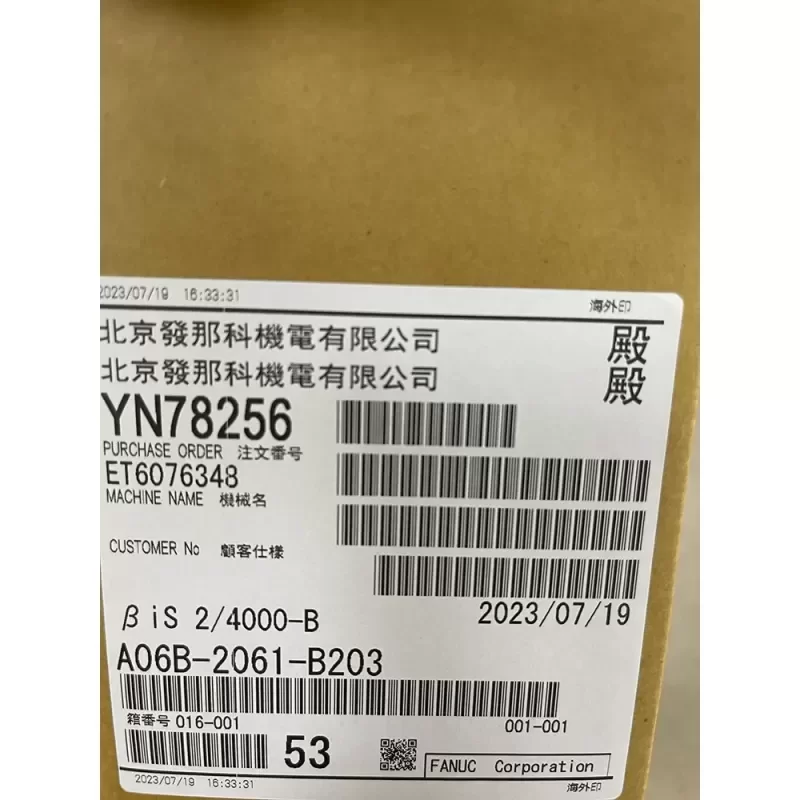 2023/07/19 16:33:31 海外印
北京發那科機電有限公司 殿
北京發那科機電有限公司 殿
YN78256
PURCHASE ORDER 注文番号
ET6076348
MACHINE NAME 機械名
CUSTOMER No 顧客仕様
βiS 2/4000-B 2023/07/19
A06B-2061-B203
箱番号 016-001 001-001
53 FANUC Corporation
2023/07/19 16:33:31 海外印